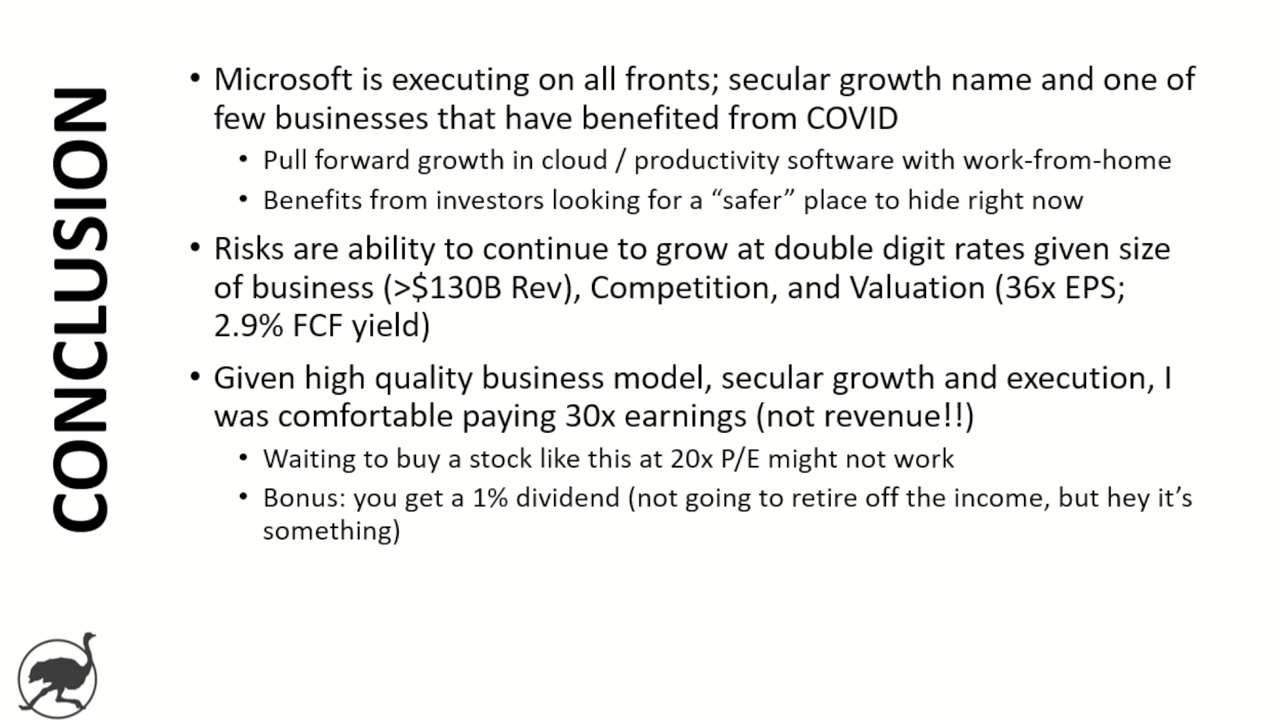 CONCLUSION
• Microsoft is executing on all fronts; secular growth name and one of
few businesses that have benefited from COVID
• Pull forward growth in cloud / productivity software with work-from-home
• Benefits from investors looking for a “safer” place to hide right now
• Risks are ability to continue to grow at double digit rates given size
of business (>$130B Rev), Competition, and Valuation (36x EPS;
2.9% FCF yield)
• Given high quality business model, secular growth and execution, I
was comfortable paying 30x earnings (not revenue!!)
• Waiting to buy a stock like this at 20x P/E might not work
• Bonus: you get a 1% dividend (not going to retire off the income, but hey it’s
something)